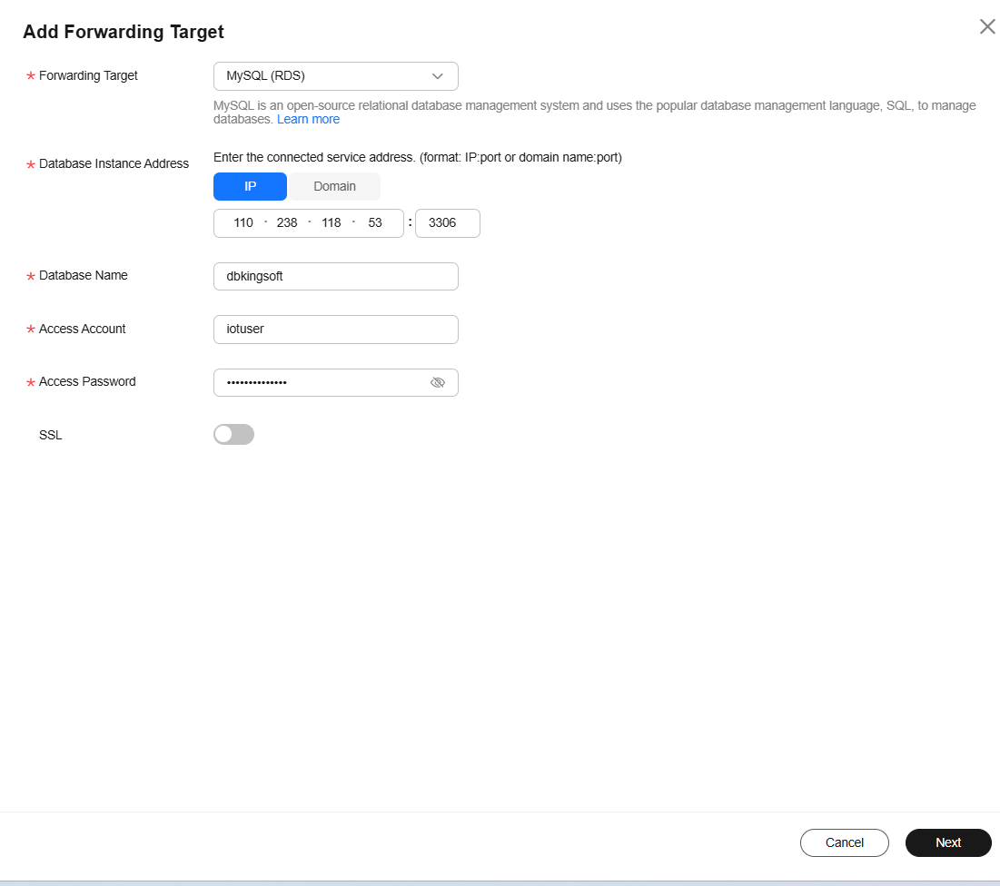 Add Forwarding Target
* Forwarding Target
MySQL (RDS)
MySQL is an open-source relational database management system and uses the popular database management language, SQL, to manage
databases. Learn more
* Database Instance Address
Enter the connected service address. (format: IP:port or domain name:port)
IP Domain
110 · 238 · 118 · 53 : 3306
* Database Name
dbkingsoft
* Access Account
iotuser
* Access Password
••••••••••••••
SSL
Cancel Next